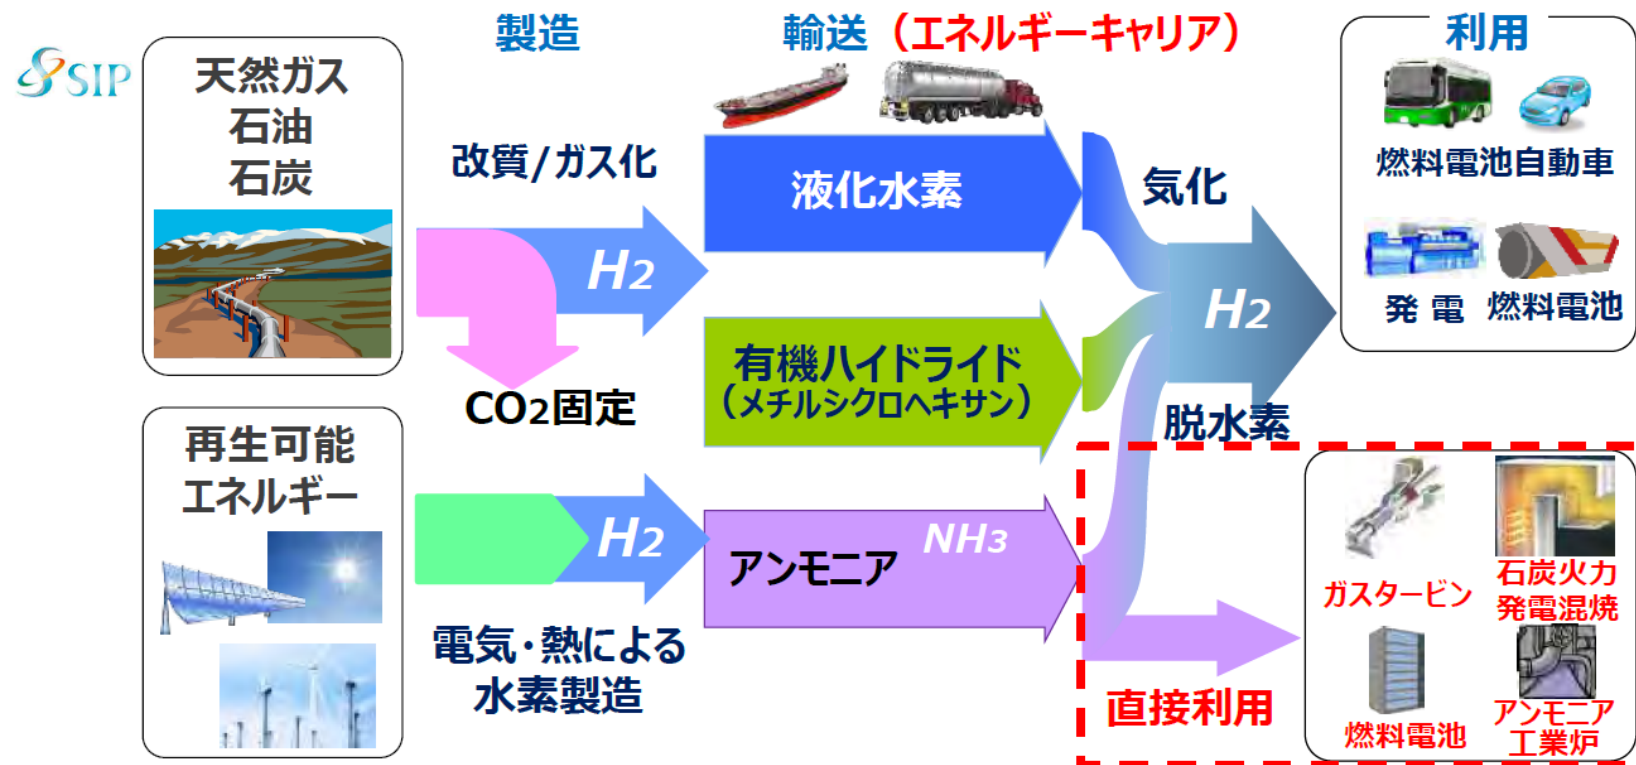 SIP
天然ガス
石油
石炭
再生可能
エネルギー
製造
改質/ガス化
H2
CO2固定
H2
電気・熱による
水素製造
輸送（エネルギーキャリア）
液化水素
有機ハイドライド
（メチルシクロヘキサン）
アンモニア NH3
気化
H2
脱水素
直接利用
利用
燃料電池自動車
発電
燃料電池
ガスタービン
石炭火力
発電混焼
燃料電池
アンモニア
工業炉